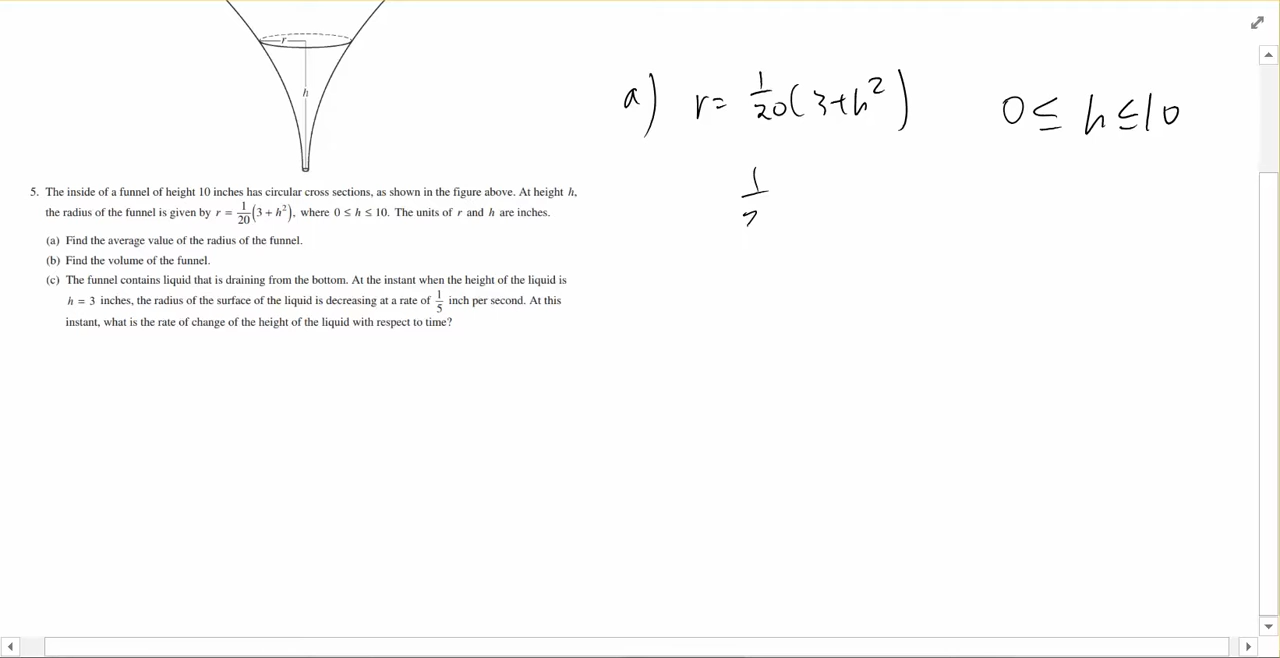 r
h
5. The inside of a funnel of height 10 inches has circular cross sections, as shown in the figure above. At height h,
the radius of the funnel is given by r = 1/20 (3 + h²), where 0 ≤ h ≤ 10. The units of r and h are inches.
(a) Find the average value of the radius of the funnel.
(b) Find the volume of the funnel.
(c) The funnel contains liquid that is draining from the bottom. At the instant when the height of the liquid is
h = 3 inches, the radius of the surface of the liquid is decreasing at a rate of 1/5 inch per second. At this
instant, what is the rate of change of the height of the liquid with respect to time?
a) r = 1/20 (3+h²) 0 ≤ h ≤ 10
1/2